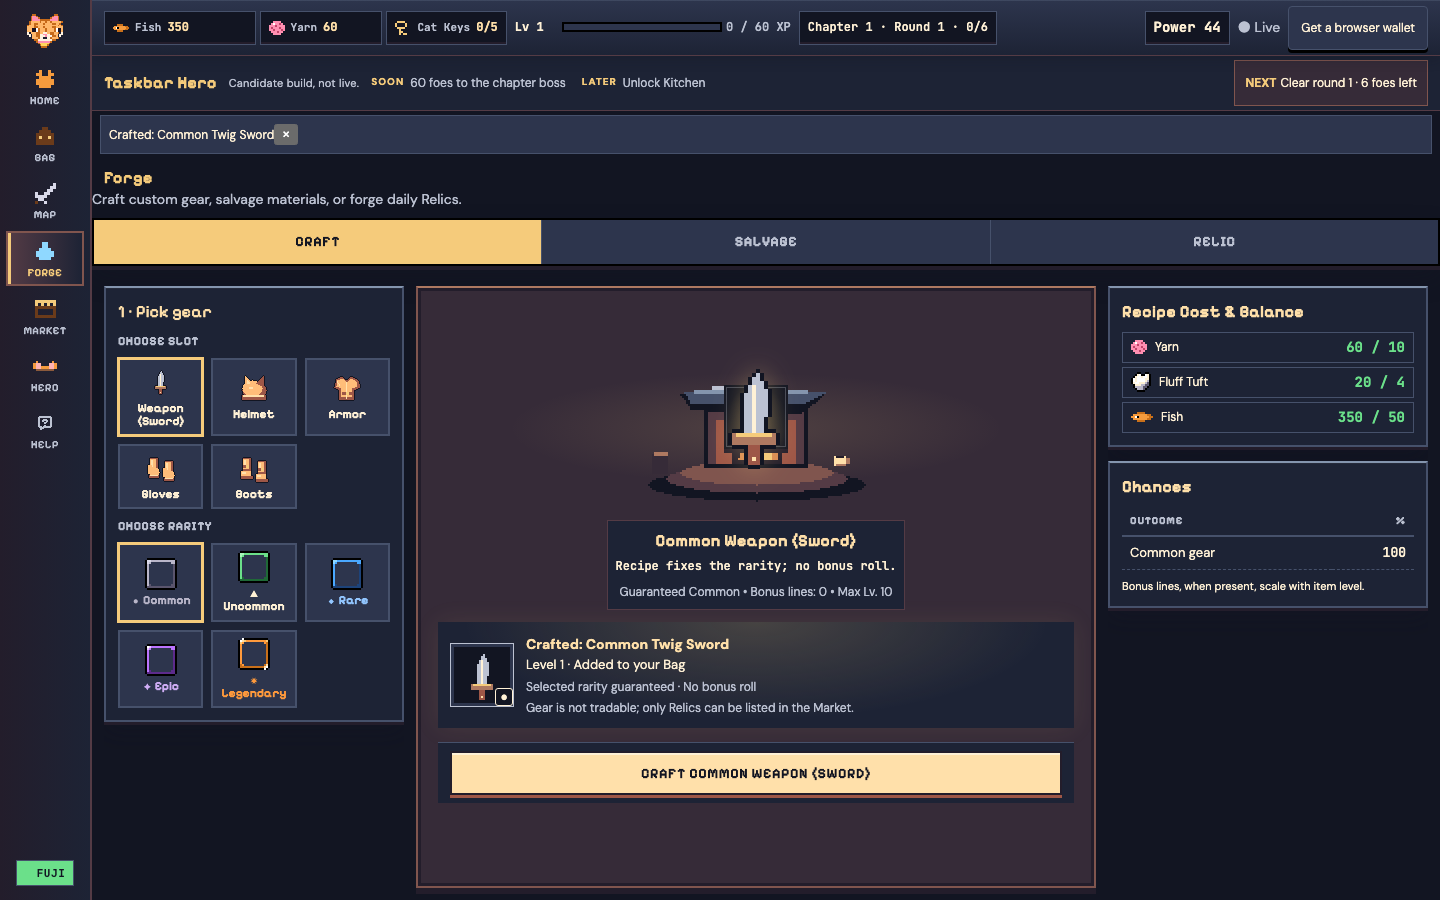 Fish 350
Yarn 60
Cat Keys 0/5
Lv 1
0 / 60 XP
Chapter 1 · Round 1 · 0/6
Power 44
Live
Get a browser wallet
Taskbar Hero
Candidate build, not live.
SOON 60 foes to the chapter boss
LATER Unlock Kitchen
NEXT Clear round 1 · 6 foes left
HOME
BAG
MAP
FORGE
MARKET
HERO
HELP
FUJI
Crafted: Common Twig Sword ×
Forge
Craft custom gear, salvage materials, or forge daily Relics.
CRAFT
SALVAGE
RELIC
1 · Pick gear
CHOOSE SLOT
Weapon
(Sword)
Helmet
Armor
Gloves
Boots
CHOOSE RARITY
• Common
▲
Uncommon
✦ Rare
✦ Epic
✴
Legendary
Common Weapon (Sword)
Recipe fixes the rarity; no bonus roll.
Guaranteed Common • Bonus lines: 0 • Max Lv. 10
Crafted: Common Twig Sword
Level 1 · Added to your Bag
Selected rarity guaranteed · No bonus roll
Gear is not tradable; only Relics can be listed in the Market.
CRAFT COMMON WEAPON (SWORD)
Recipe Cost & Balance
Yarn 60 / 10
Fluff Tuft 20 / 4
Fish 350 / 50
Chances
OUTCOME %
Common gear 100
Bonus lines, when present, scale with item level.